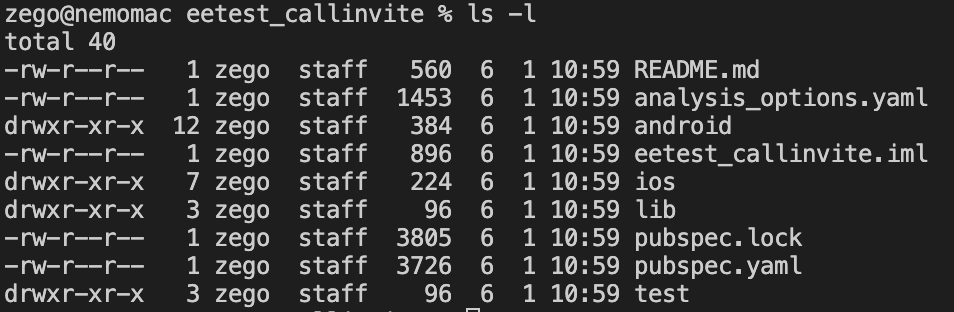 zego@nemomac eetest_callinvite % ls -l
total 40
-rw-r--r--   1 zego  staff   560  6  1 10:59 README.md
-rw-r--r--   1 zego  staff  1453  6  1 10:59 analysis_options.yaml
drwxr-xr-x  12 zego  staff   384  6  1 10:59 android
-rw-r--r--   1 zego  staff   896  6  1 10:59 eetest_callinvite.iml
drwxr-xr-x   7 zego  staff   224  6  1 10:59 ios
drwxr-xr-x   3 zego  staff    96  6  1 10:59 lib
-rw-r--r--   1 zego  staff  3805  6  1 10:59 pubspec.lock
-rw-r--r--   1 zego  staff  3726  6  1 10:59 pubspec.yaml
drwxr-xr-x   3 zego  staff    96  6  1 10:59 test